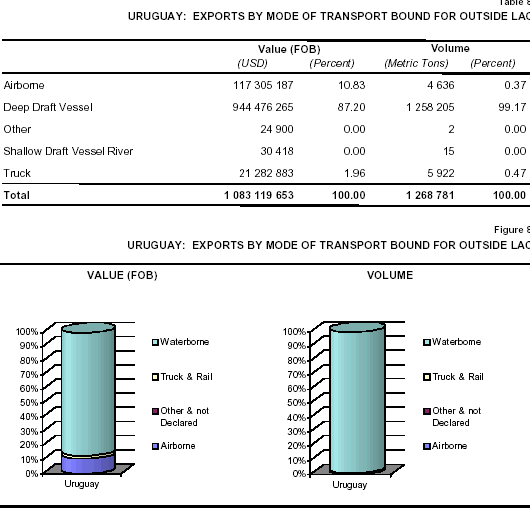 Table 8
URUGUAY: EXPORTS BY MODE OF TRANSPORT BOUND FOR OUTSIDE LAC
Value (FOB) Volume
(USD) (Percent) (Metric Tons) (Percent)
Airborne 117 305 187 10.83 4 636 0.37
Deep Draft Vessel 944 476 265 87.20 1 258 205 99.17
Other 24 900 0.00 2 0.00
Shallow Draft Vessel River 30 418 0.00 15 0.00
Truck 21 282 883 1.96 5 922 0.47
Total 1 083 119 653 100.00 1 268 781 100.00
Figure 8
URUGUAY: EXPORTS BY MODE OF TRANSPORT BOUND FOR OUTSIDE LAC
VALUE (FOB)
100%
90%
80%
70%
60%
50%
40%
30%
20%
10%
0%
Uruguay
Waterborne
Truck & Rail
Other & not
Declared
Airborne
VOLUME
100%
90%
80%
70%
60%
50%
40%
30%
20%
10%
0%
Uruguay
Waterborne
Truck & Rail
Other & not
Declared
Airborne